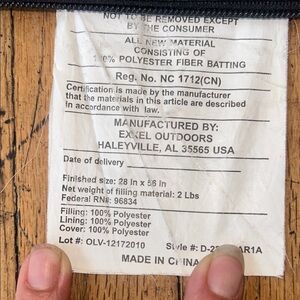 NOT TO BE REMOVED EXCEPT
BY THE CONSUMER
ALL NEW MATERIAL
CONSISTING OF
100% POLYESTER FIBER BATTING
Reg. No. NC 1712(CN)
Certification is made by the manufacturer
that the materials in this article are described
in accordance with law.
MANUFACTURED BY:
EXXEL OUTDOORS
HALEYVILLE, AL 35565 USA
Date of delivery
Finished size: 28 in x 56 in
Net weight of filling material: 2 Lbs
Federal RN#: 96834
Filling: 100% Polyester
Lining: 100% Polyester
Cover: 100% Polyester
Lot #: OLV-12172010 Style #:
MADE IN CHINA